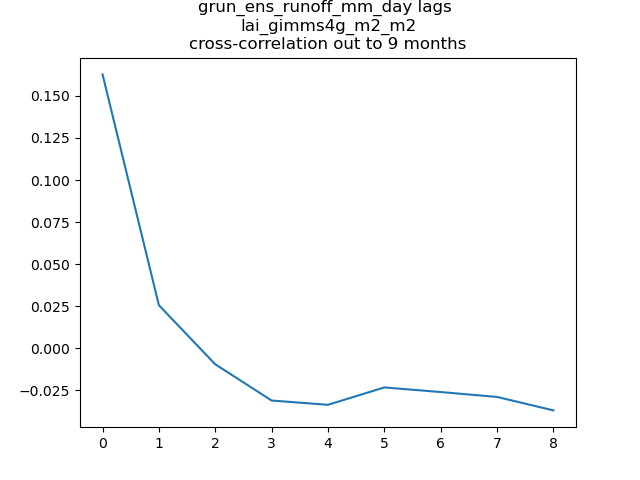 grun_ens_runoff_mm_day lags
lai_gimms4g_m2_m2
cross-correlation out to 9 months
0.150
0.125
0.100
0.075
0.050
0.025
0.000
−0.025
0 1 2 3 4 5 6 7 8